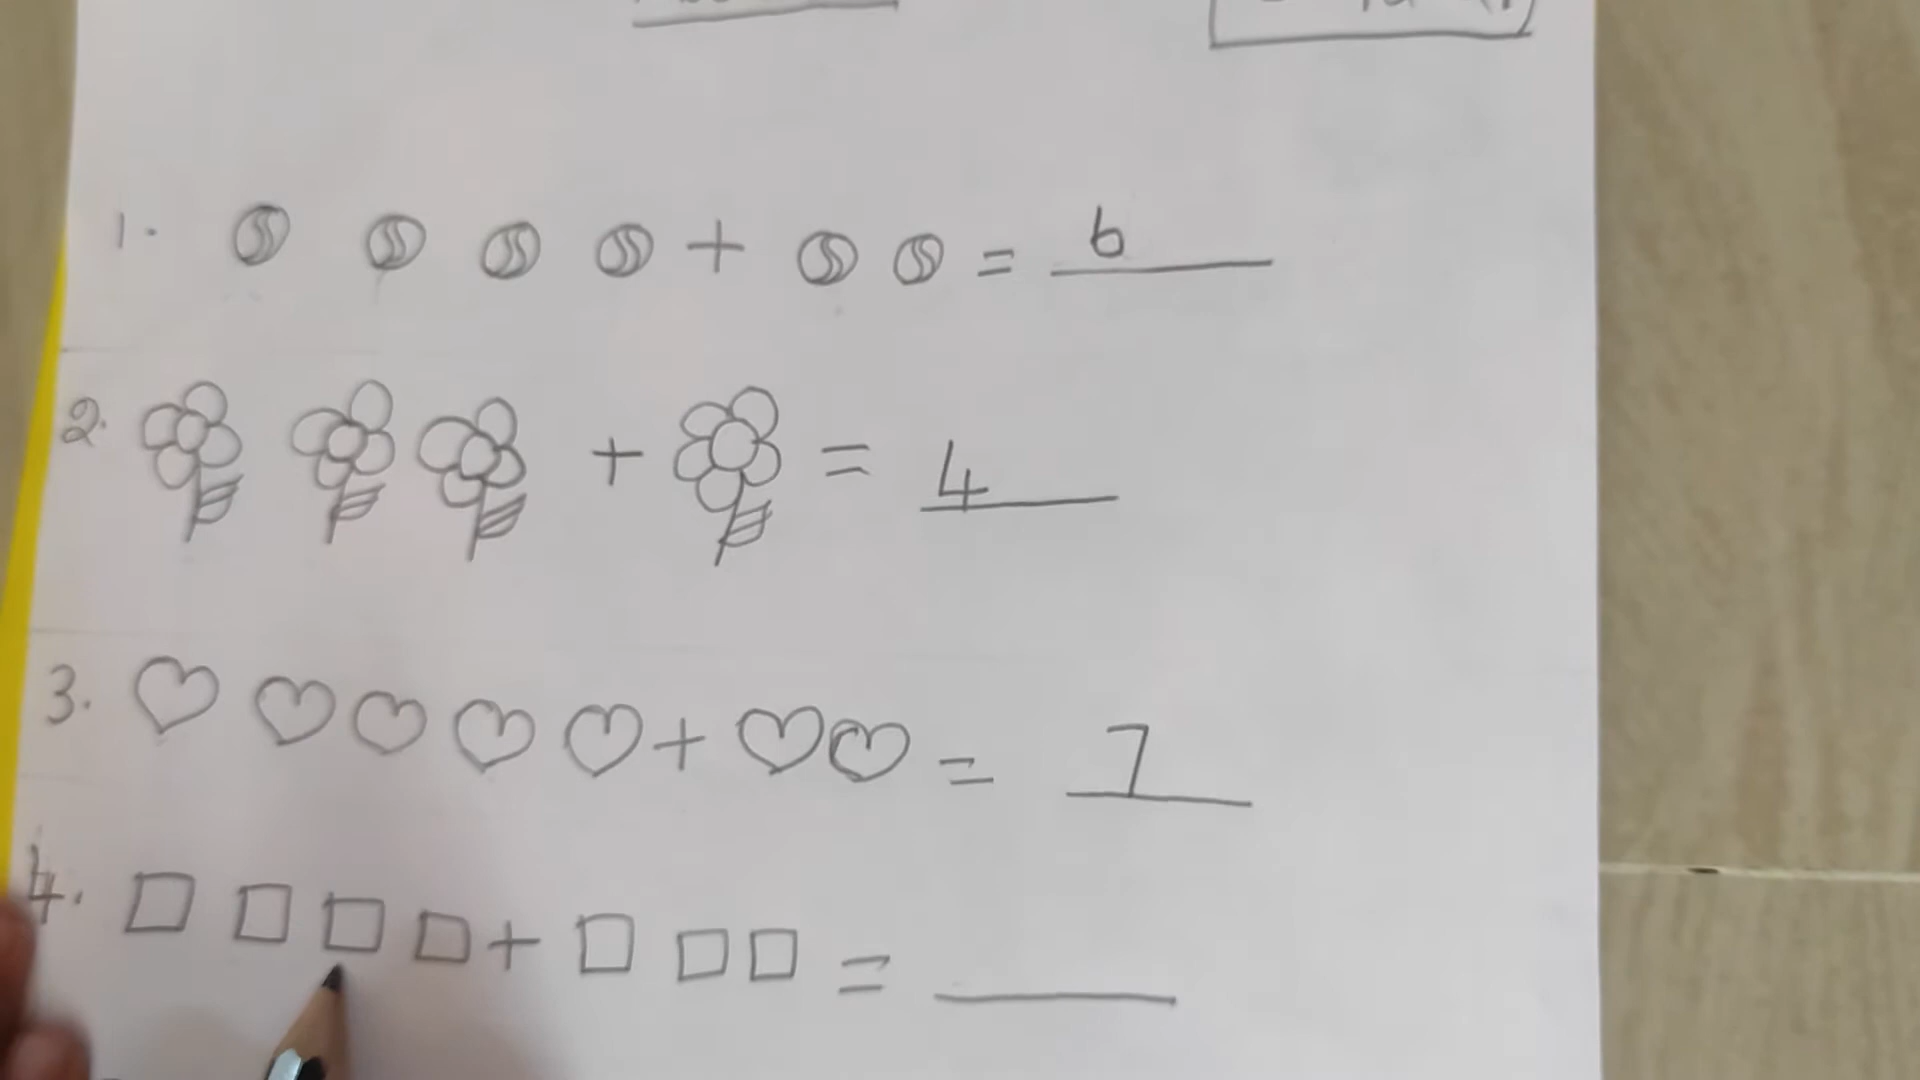 1. + = 6
2. + = 4
3. + = 7
4. + =